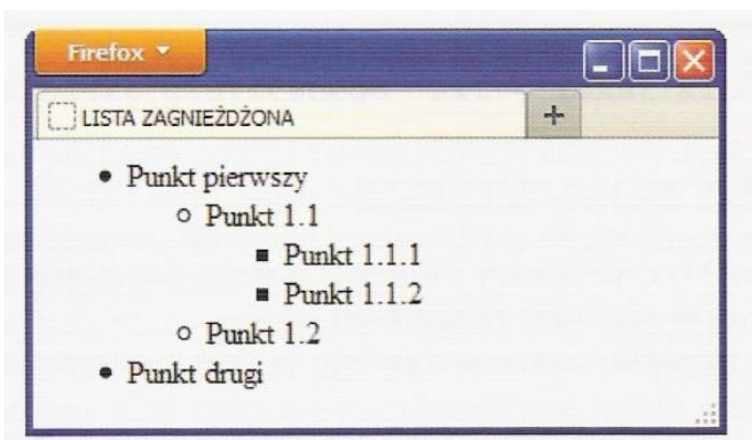 Firefox
LISTA ZAGNIEŻDŻONA
Punkt pierwszy
Punkt 1.1
Punkt 1.1.1
Punkt 1.1.2
Punkt 1.2
Punkt drugi